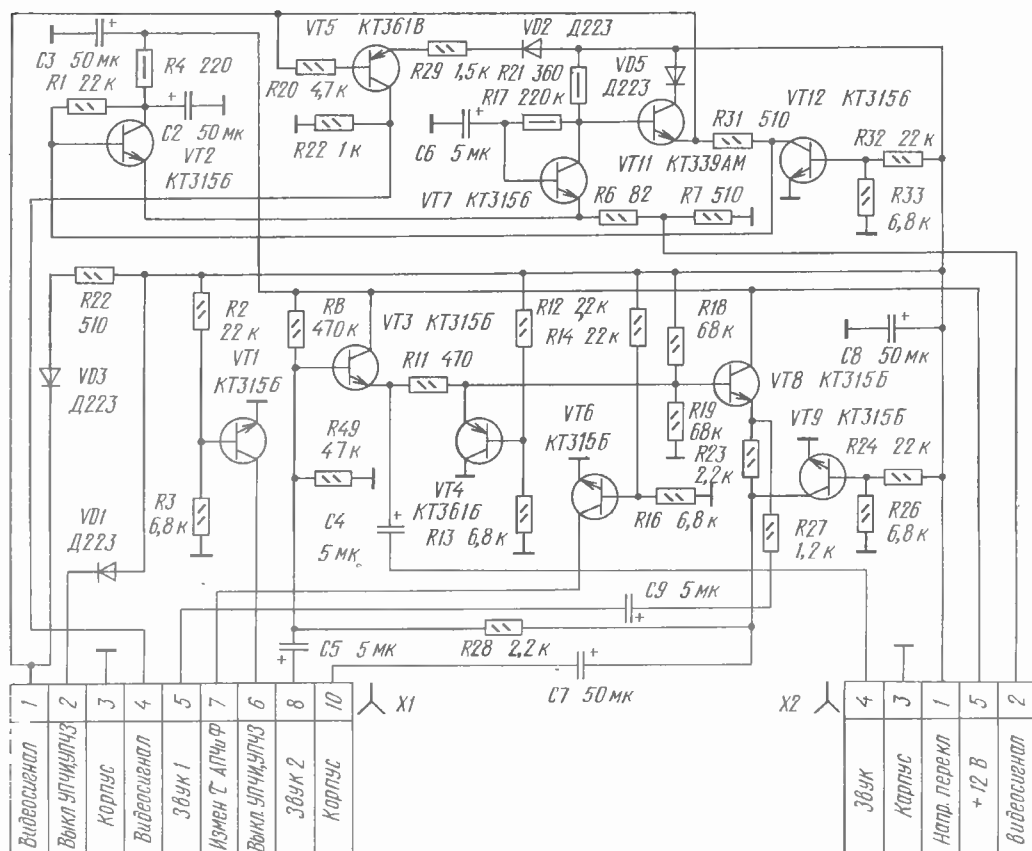 VT5 КТ361В
VD2 Д223
C3 50 мк
R1 22 к
R4 220
C2 50 мк
VT2
КТ315Б
R20 4,7 к
R22 1 к
R29 1,5 к
R21 360
R17 220 к
C6 5 мк
VT7 КТ315Б
VD5
Д223
VT11 КТ339АМ
R31 510
VT12 КТ315Б
R32 22 к
R33
6,8 к
R6 82
R7 510
R22
510
VD3
Д223
VD1
Д223
R2
22 к
VT1
КТ315Б
R3
6,8 к
R8
470 к
VT3 КТ315Б
R11 470
R49
47 к
C4
5 мк
VT4
КТ361Б
R12 22 к
R14 22 к
R13 6,8 к
VT6
КТ315Б
R16 6,8 к
R18
68 к
R19
68 к
R23
2,2 к
VT8 КТ315Б
C8 50 мк
VT9 КТ315Б
R24 22 к
R26
6,8 к
R27
1,2 к
C9 5 мк
C5 5 мк
R28 2,2 к
C7 50 мк
X1
1 Видеосигнал
2 Выкл УПЧИ,УПЧЗ
3 Корпус
4 Видеосигнал
5 Звук 1
7 Измен τ АПЧиФ
6 Выкл. УПЧИ,УПЧЗ
8 Звук 2
10 Корпус
X2
4 Звук
3 Карпус
1 Напр. перекл
5 +12 В
2 Видеосигнал